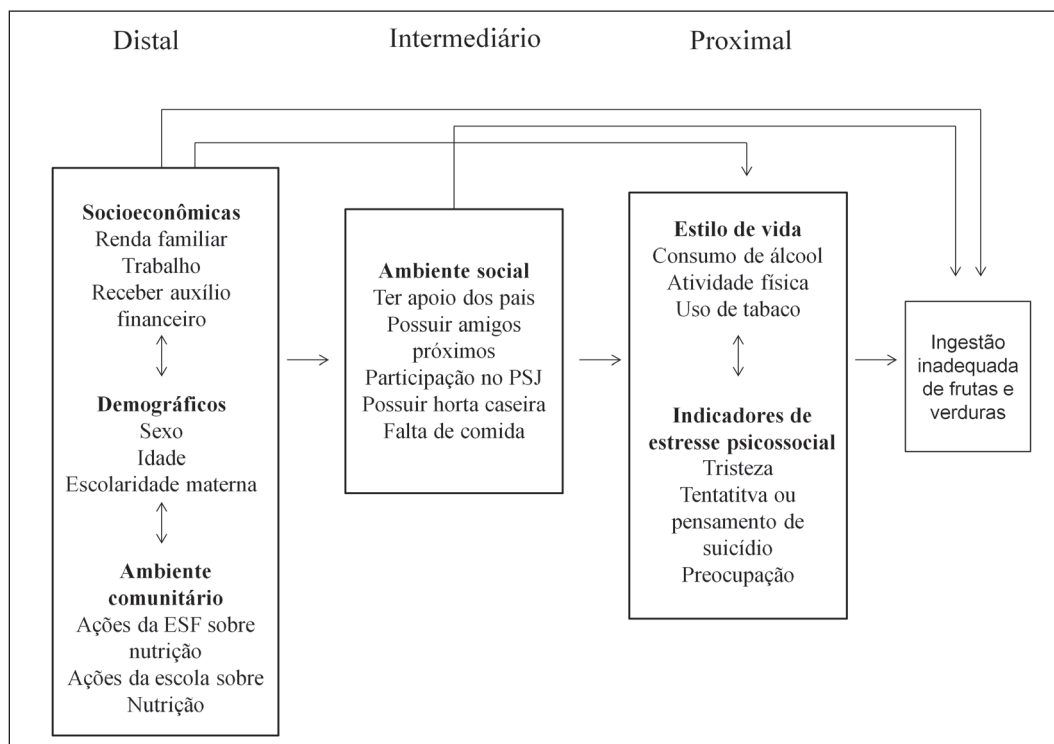 Distal
Intermediário
Proximal
Socioeconômicas
Renda familiar
Trabalho
Receber auxílio
financeiro
Demográficos
Sexo
Idade
Escolaridade materna
Ambiente
comunitário
Ações da ESF sobre
nutrição
Ações da escola sobre
Nutrição
Ambiente social
Ter apoio dos pais
Possuir amigos
próximos
Participação no PSJ
Possuir horta caseira
Falta de comida
Estilo de vida
Consumo de álcool
Atividade física
Uso de tabaco
Indicadores de
estresse psicossocial
Tristeza
Tentatitva ou
pensamento de
suicídio
Preocupação
Ingestão
inadequada
de frutas e
verduras